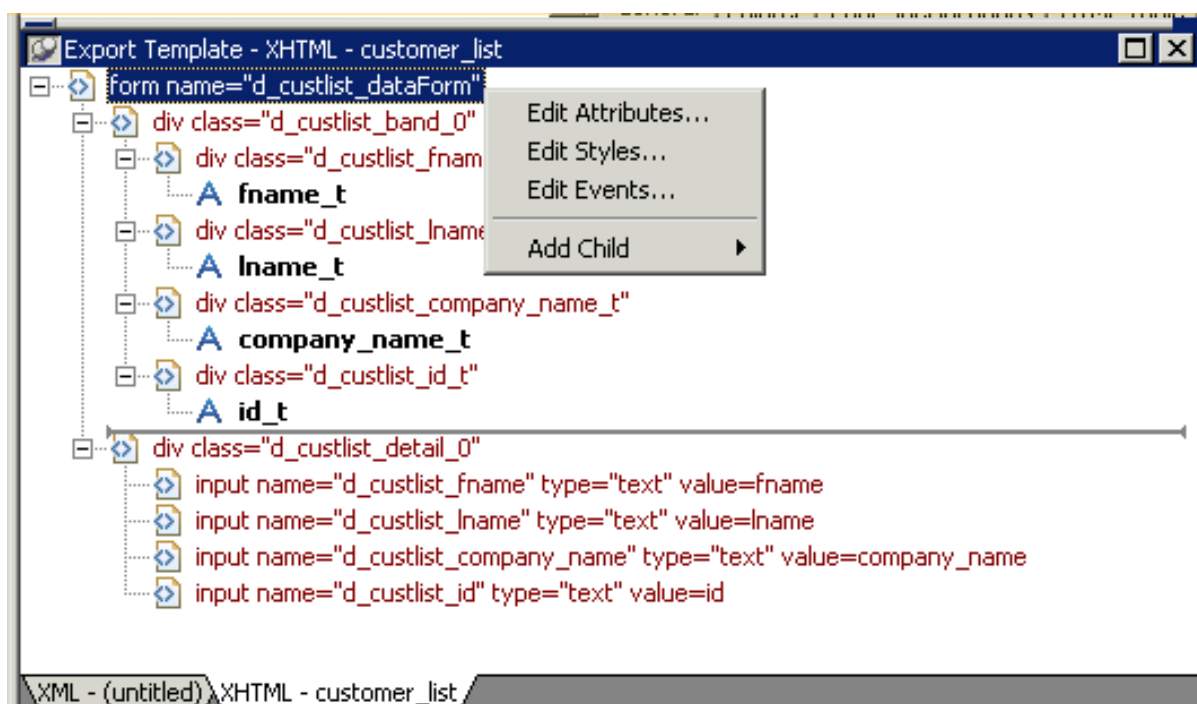 Export Template - XHTML - customer_list
form name="d_custlist_dataForm"
div class="d_custlist_band_0"
div class="d_custlist_fnam
fname_t
div class="d_custlist_lname
lname_t
div class="d_custlist_company_name_t"
company_name_t
div class="d_custlist_id_t"
id_t
div class="d_custlist_detail_0"
input name="d_custlist_fname" type="text" value=fname
input name="d_custlist_lname" type="text" value=lname
input name="d_custlist_company_name" type="text" value=company_name
input name="d_custlist_id" type="text" value=id
Edit Attributes...
Edit Styles...
Edit Events...
Add Child
XML - (untitled) XHTML - customer_list